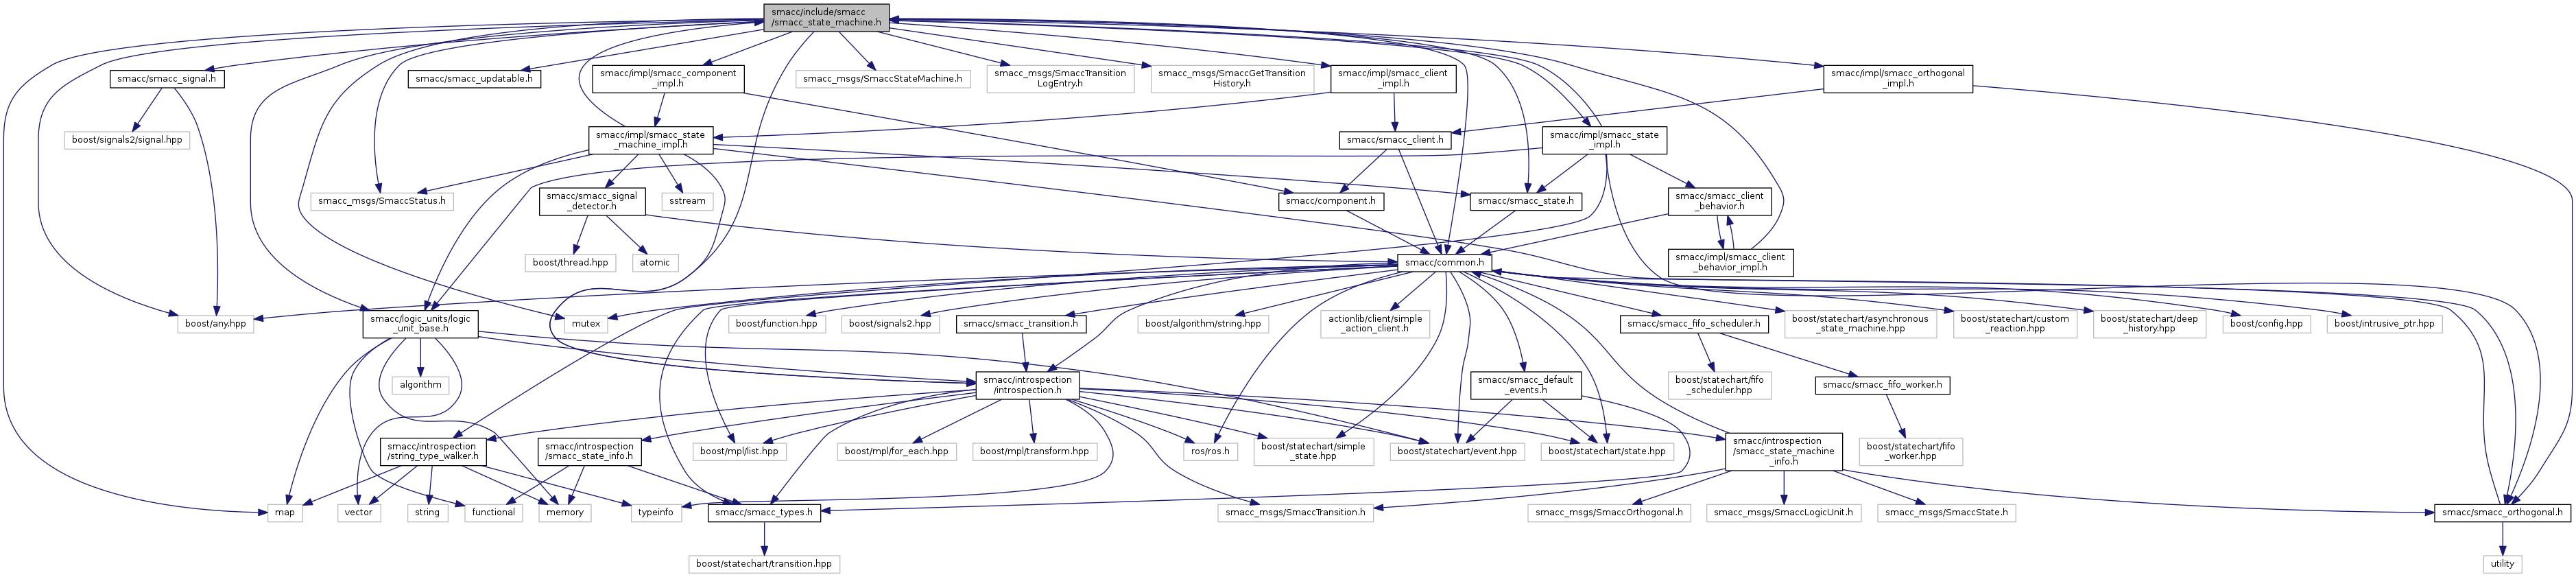 smacc/include/smacc
/smacc_state_machine.h
smacc/smacc_signal.h
smacc/smacc_updatable.h
smacc/impl/smacc_component
_impl.h
smacc_msgs/SmaccStateMachine.h
smacc_msgs/SmaccTransition
LogEntry.h
smacc_msgs/SmaccGetTransition
History.h
smacc/impl/smacc_client
_impl.h
smacc/impl/smacc_orthogonal
_impl.h
boost/signals2/signal.hpp
smacc/impl/smacc_state
_machine_impl.h
smacc/smacc_client.h
smacc/impl/smacc_state
_impl.h
smacc_msgs/SmaccStatus.h
smacc/smacc_signal
_detector.h
sstream
smacc/component.h
smacc/smacc_state.h
smacc/smacc_client
_behavior.h
boost/thread.hpp
atomic
smacc/common.h
smacc/impl/smacc_client
_behavior_impl.h
boost/any.hpp
smacc/logic_units/logic
_unit_base.h
mutex
boost/function.hpp
boost/signals2.hpp
smacc/smacc_transition.h
boost/algorithm/string.hpp
actionlib/client/simple
_action_client.h
smacc/smacc_fifo_scheduler.h
boost/statechart/asynchronous
_state_machine.hpp
boost/statechart/custom
_reaction.hpp
boost/statechart/deep
_history.hpp
boost/config.hpp
boost/intrusive_ptr.hpp
algorithm
smacc/introspection
/introspection.h
smacc/smacc_default
_events.h
boost/statechart/fifo
_scheduler.hpp
smacc/smacc_fifo_worker.h
smacc/introspection
/string_type_walker.h
smacc/introspection
/smacc_state_info.h
boost/mpl/list.hpp
boost/mpl/for_each.hpp
boost/mpl/transform.hpp
ros/ros.h
boost/statechart/simple
_state.hpp
boost/statechart/event.hpp
boost/statechart/state.hpp
smacc/introspection
/smacc_state_machine
_info.h
boost/statechart/fifo
_worker.hpp
map
vector
string
functional
memory
typeinfo
smacc/smacc_types.h
smacc_msgs/SmaccTransition.h
smacc_msgs/SmaccOrthogonal.h
smacc_msgs/SmaccLogicUnit.h
smacc_msgs/SmaccState.h
smacc/smacc_orthogonal.h
boost/statechart/transition.hpp
utility